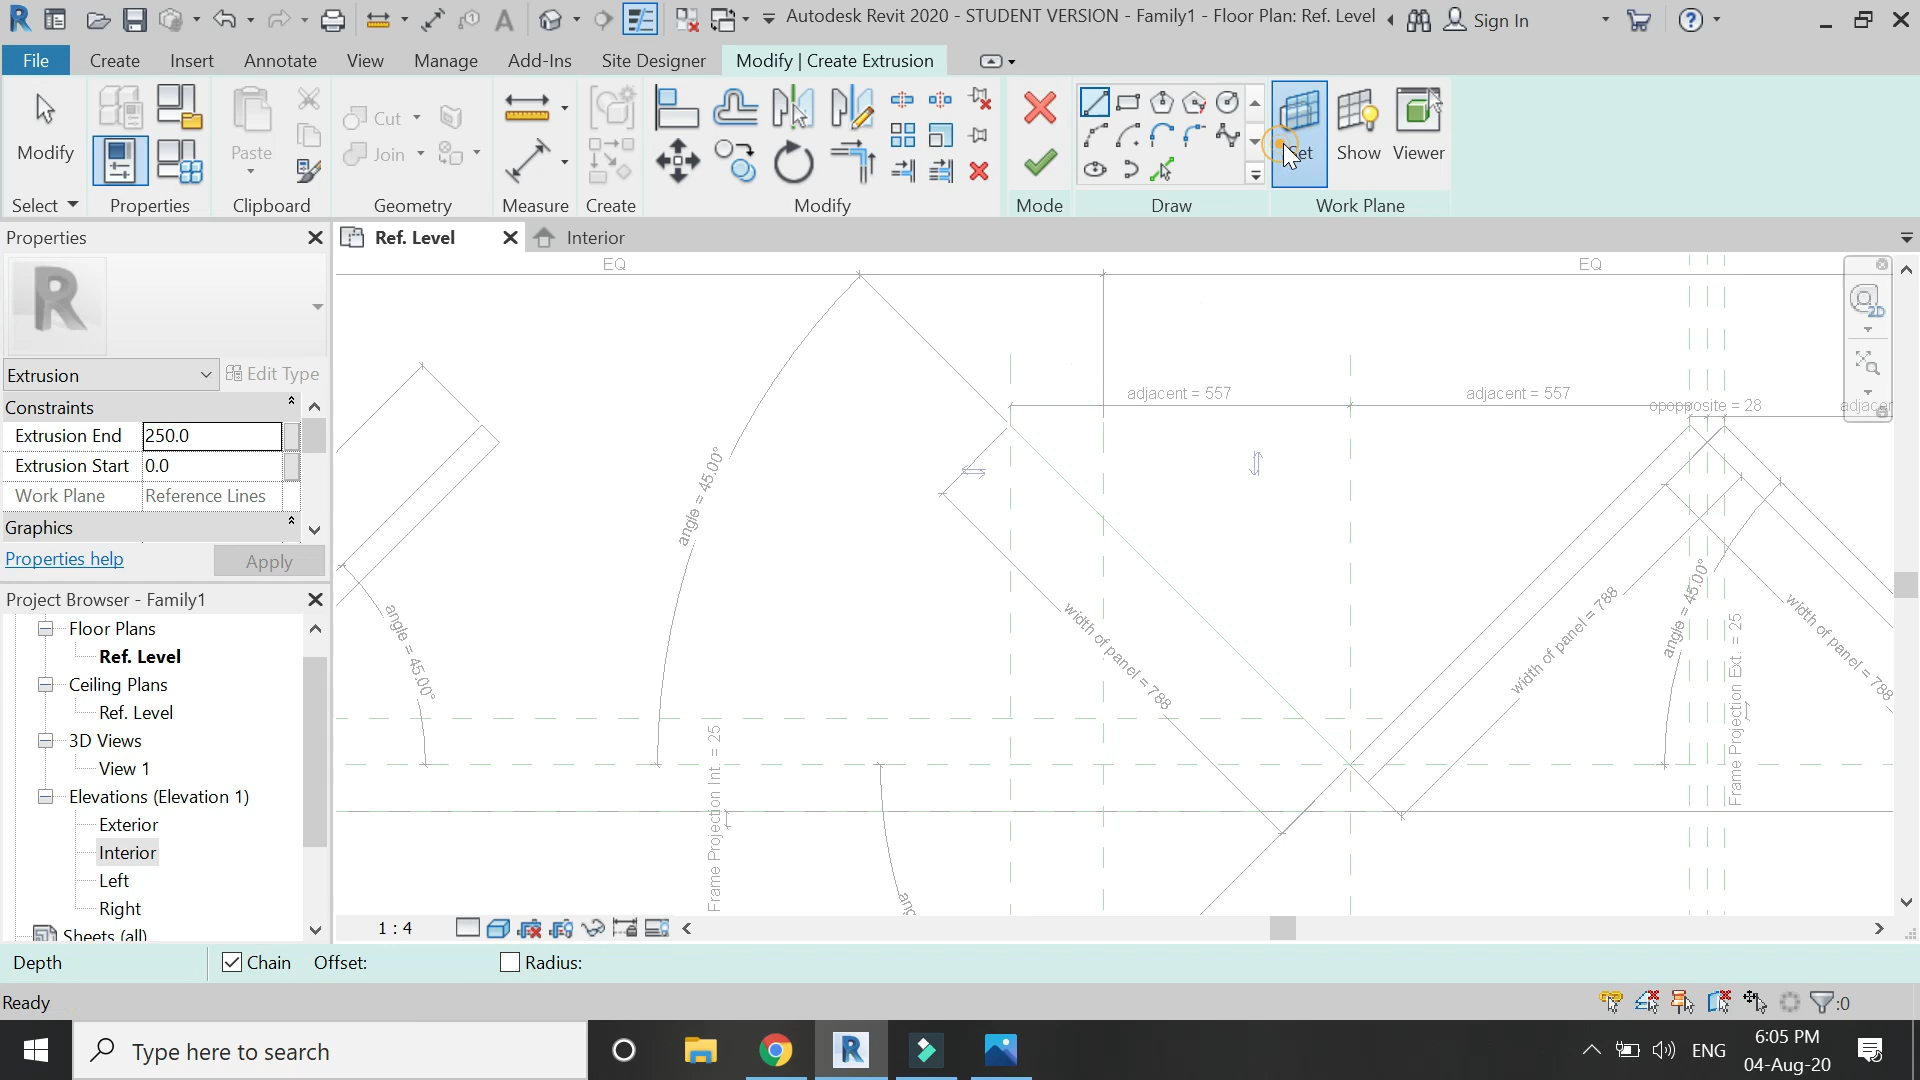 Autodesk Revit 2020 - STUDENT VERSION - Family1 - Floor Plan: Ref. Level
Sign In
File
Create
Insert
Annotate
View
Manage
Add-Ins
Site Designer
Modify | Create Extrusion
Modify
Paste
Cut
Join
Show
Viewer
Select
Properties
Clipboard
Geometry
Measure
Create
Modify
Mode
Draw
Work Plane
Properties
Ref. Level
Interior
Extrusion
Edit Type
Constraints
Extrusion End 250.0
Extrusion Start 0.0
Work Plane Reference Lines
Graphics
Properties help
Apply
Project Browser - Family1
Floor Plans
Ref. Level
Ceiling Plans
Ref. Level
3D Views
View 1
Elevations (Elevation 1)
Exterior
Interior
Left
Right
Sheets (all)
EQ
EQ
2D
adjacent = 557
adjacent = 557
opopposite = 28
angle = 45.00°
angle = 45.00°
angle = 45.00°
width of panel = 788
width of panel = 788
width of panel = 788
Frame Projection Int. = 25
Frame Projection Ext. = 25
1 : 4
Depth
Chain
Offset:
Radius:
Ready
:0
Type here to search
ENG
6:05 PM
04-Aug-20